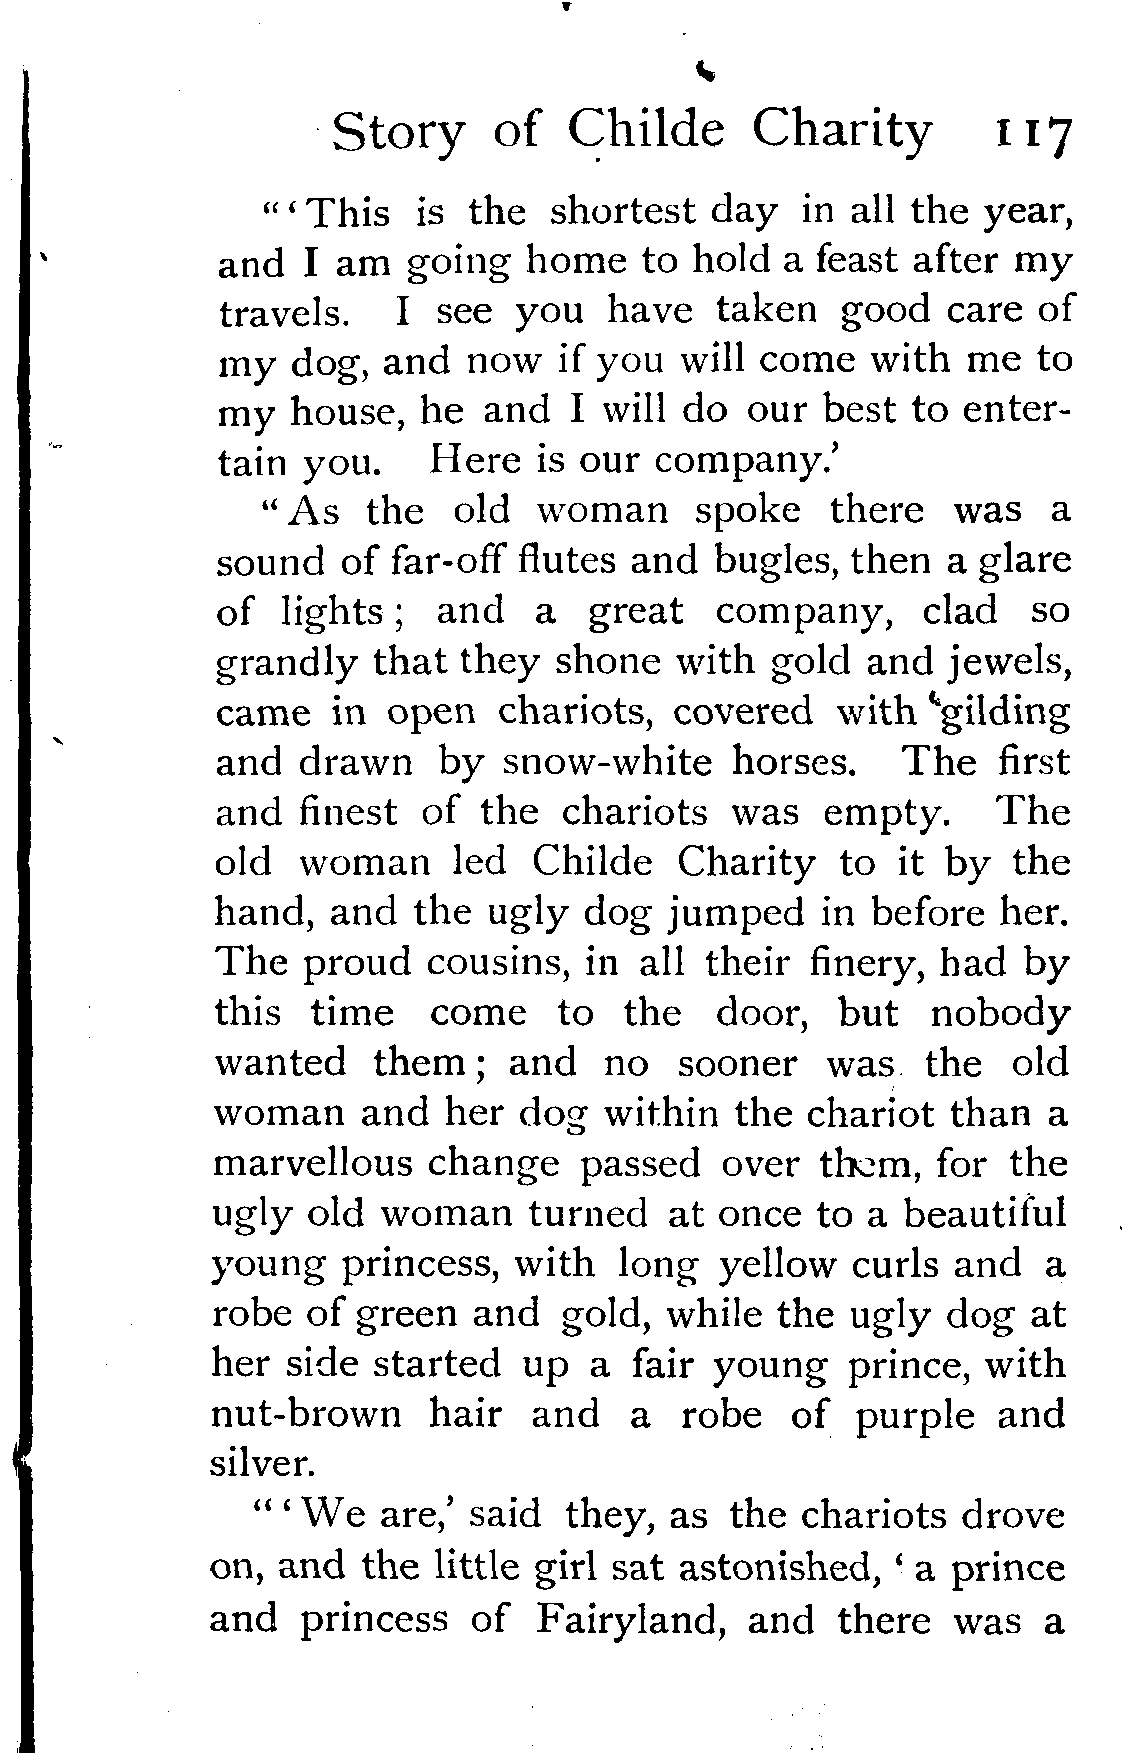 Story of Childe Charity 117
"'This is the shortest day in all the year,
and I am going home to hold a feast after my
travels. I see you have taken good care of
my dog, and now if you will come with me to
my house, he and I will do our best to enter-
tain you. Here is our company.'
"As the old woman spoke there was a
sound of far-off flutes and bugles, then a glare
of lights; and a great company, clad so
grandly that they shone with gold and jewels,
came in open chariots, covered with gilding
and drawn by snow-white horses. The first
and finest of the chariots was empty. The
old woman led Childe Charity to it by the
hand, and the ugly dog jumped in before her.
The proud cousins, in all their finery, had by
this time come to the door, but nobody
wanted them; and no sooner was the old
woman and her dog within the chariot than a
marvellous change passed over them, for the
ugly old woman turned at once to a beautiful
young princess, with long yellow curls and a
robe of green and gold, while the ugly dog at
her side started up a fair young prince, with
nut-brown hair and a robe of purple and
silver.
"'We are,' said they, as the chariots drove
on, and the little girl sat astonished, 'a prince
and princess of Fairyland, and there was a